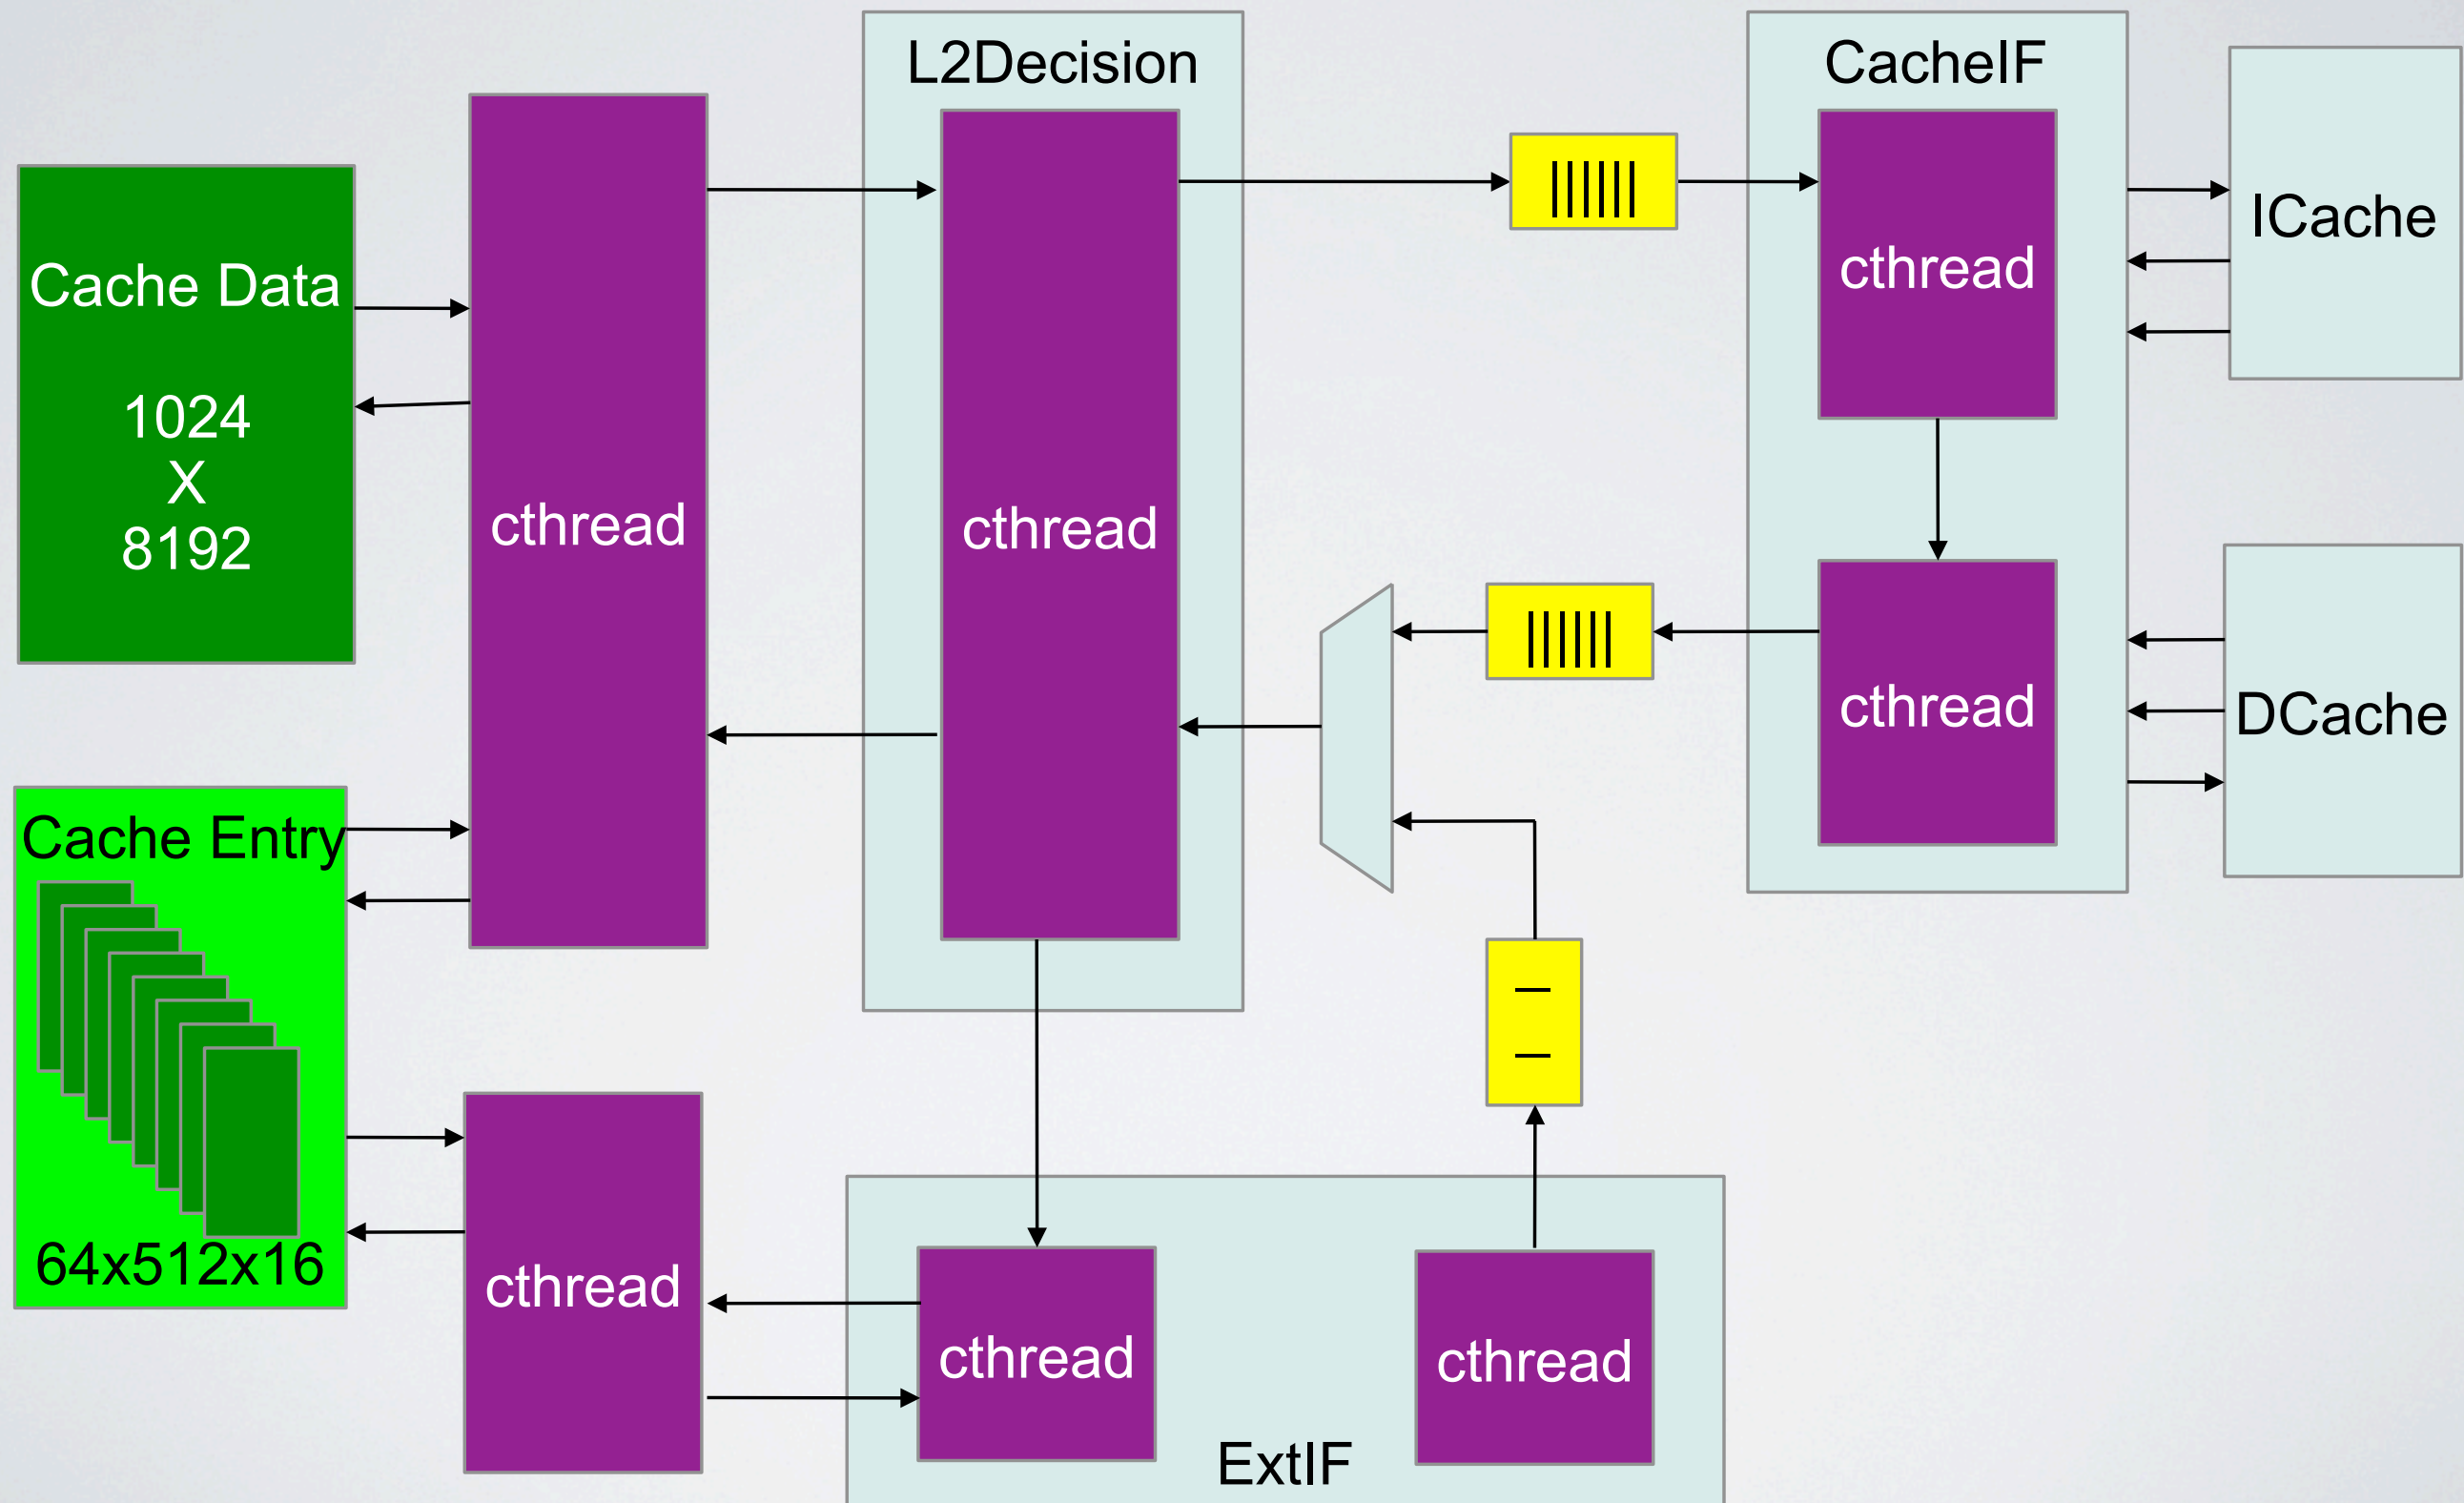 L2Decision
CacheIF
ICache
cthread
Cache Data
1024
X
8192
cthread
cthread
cthread
DCache
Cache Entry
64x512x16
cthread
cthread
cthread
ExtIF